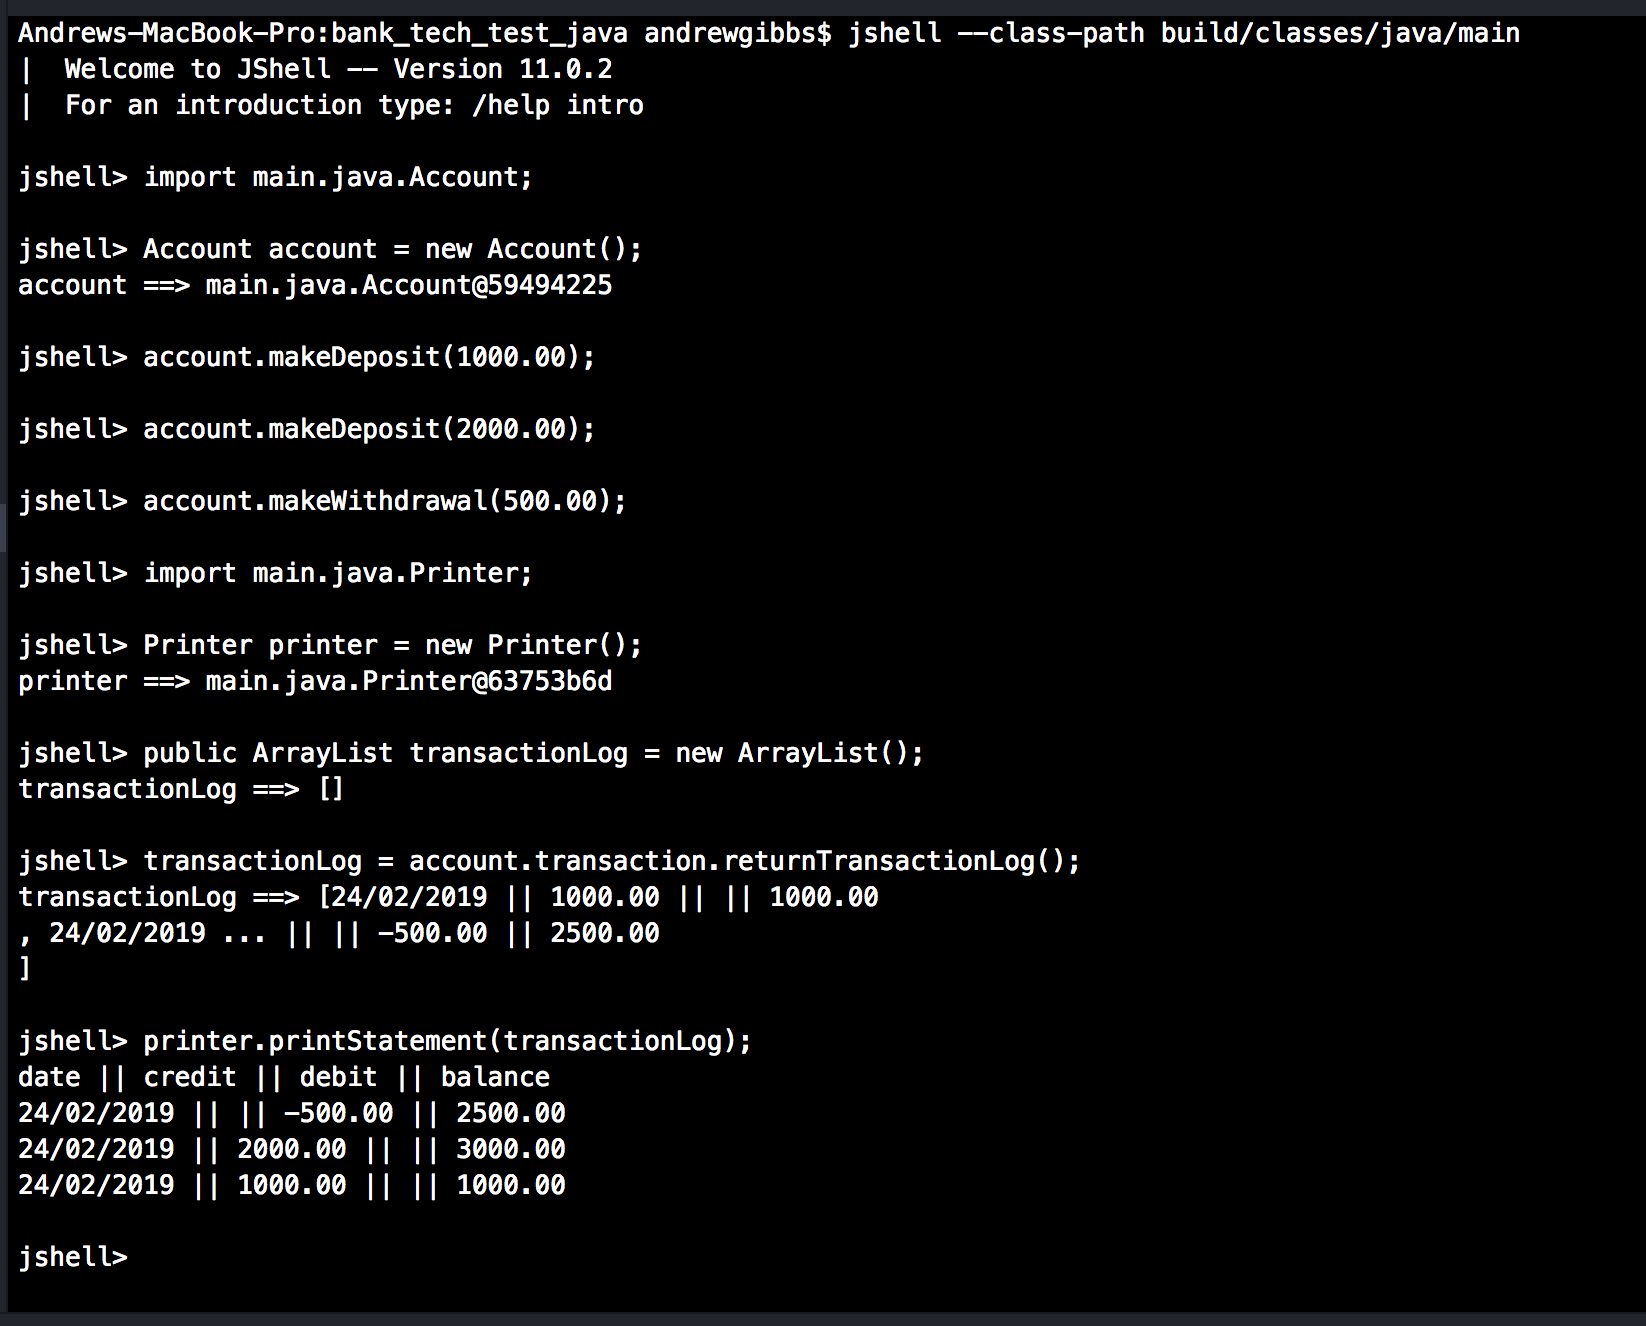 Andrews-MacBook-Pro:bank_tech_test_java andrewgibbs$ jshell --class-path build/classes/java/main
|  Welcome to JShell -- Version 11.0.2
|  For an introduction type: /help intro
jshell> import main.java.Account;
jshell> Account account = new Account();
account ==> main.java.Account@59494225
jshell> account.makeDeposit(1000.00);
jshell> account.makeDeposit(2000.00);
jshell> account.makeWithdrawal(500.00);
jshell> import main.java.Printer;
jshell> Printer printer = new Printer();
printer ==> main.java.Printer@63753b6d
jshell> public ArrayList transactionLog = new ArrayList();
transactionLog ==> []
jshell> transactionLog = account.transaction.returnTransactionLog();
transactionLog ==> [24/02/2019 || 1000.00 || || 1000.00
, 24/02/2019 ... || || -500.00 || 2500.00
]
jshell> printer.printStatement(transactionLog);
date || credit || debit || balance
24/02/2019 || || -500.00 || 2500.00
24/02/2019 || 2000.00 || || 3000.00
24/02/2019 || 1000.00 || || 1000.00
jshell>